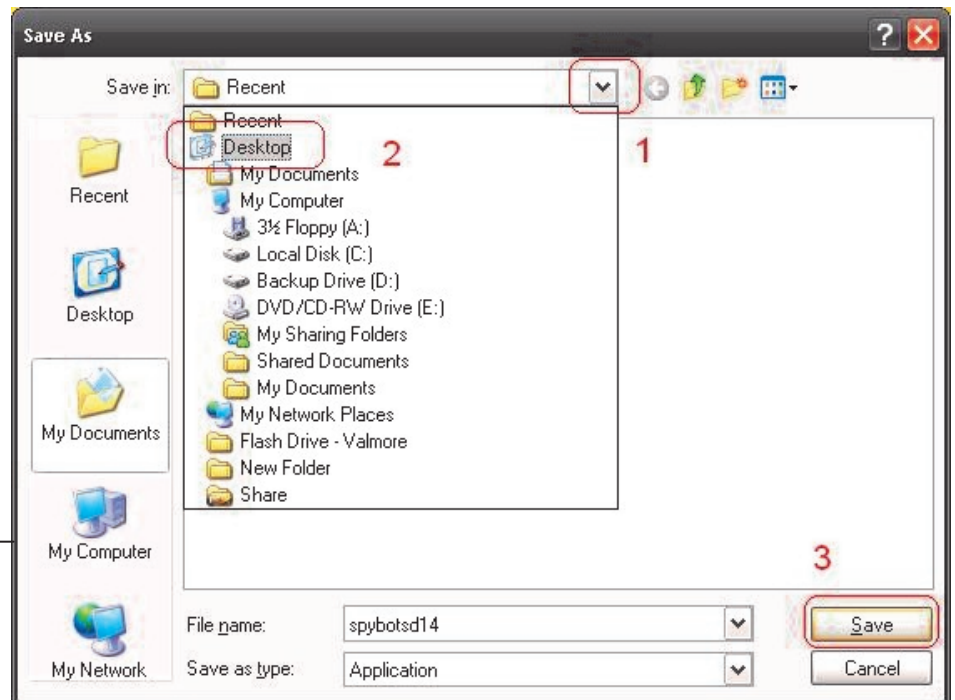 Save As
Save in: Recent
1
Recent
Desktop
2
My Documents
My Computer
3½ Floppy (A:)
Local Disk (C:)
Backup Drive (D:)
DVD/CD-RW Drive (E:)
My Sharing Folders
Shared Documents
My Documents
My Network Places
Flash Drive - Valmore
New Folder
Share
Recent
Desktop
My Documents
My Computer
My Network
3
File name: spybotsd14 Save
Save as type: Application Cancel